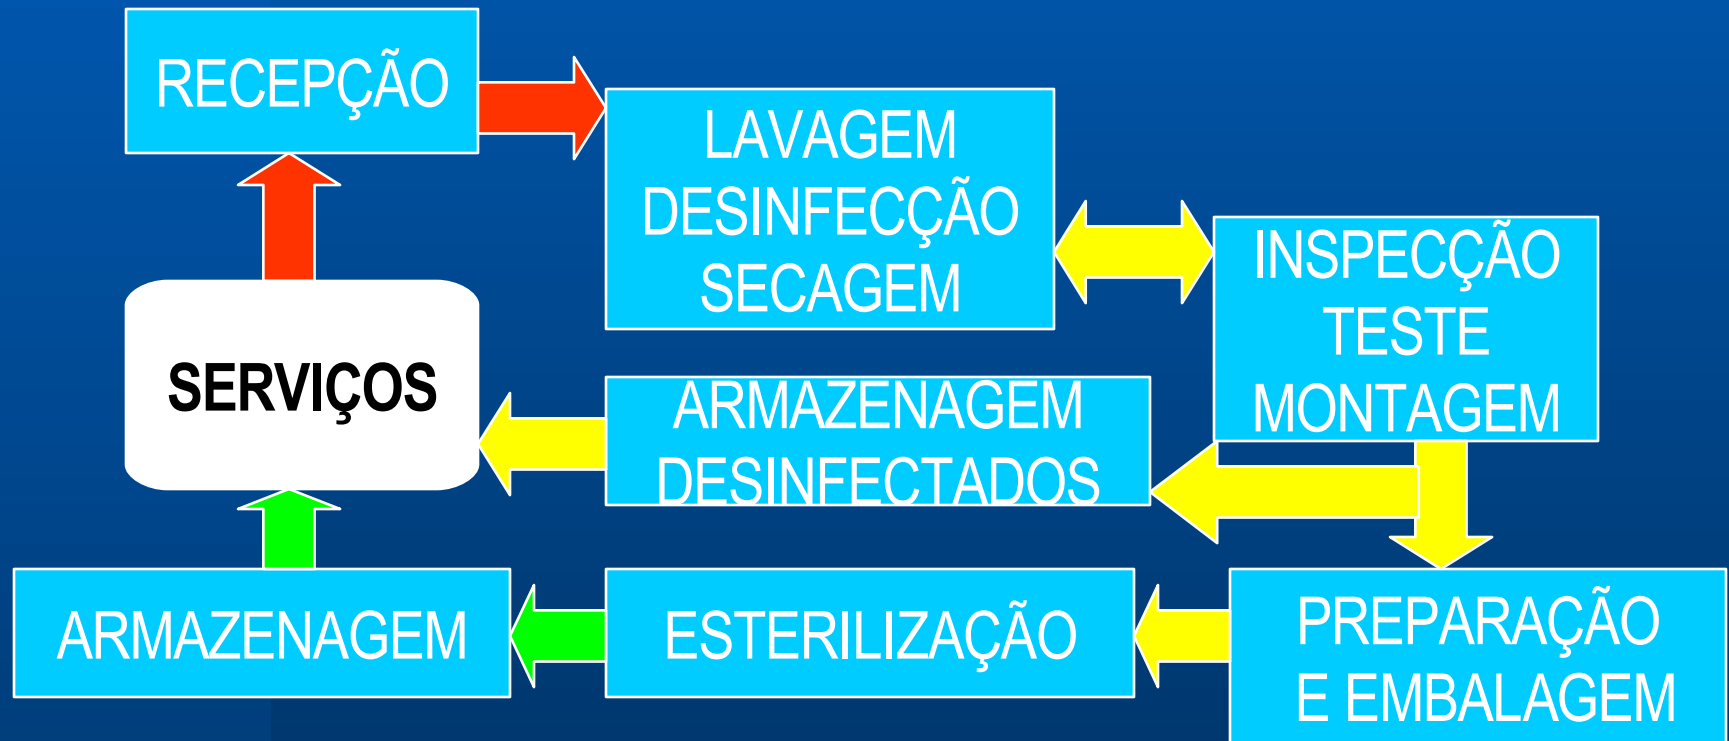 RECEPÇÃO
LAVAGEM
DESINFECÇÃO
SECAGEM
INSPECÇÃO
TESTE
MONTAGEM
SERVIÇOS
ARMAZENAGEM
DESINFECTADOS
ARMAZENAGEM
ESTERILIZAÇÃO
PREPARAÇÃO
E EMBALAGEM